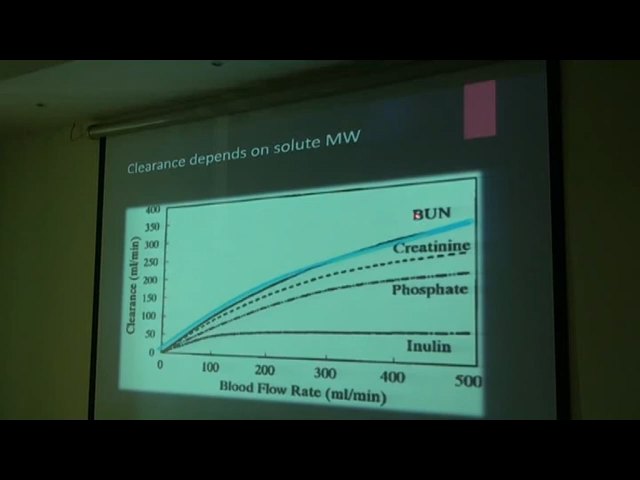 Clearance depends on solute MW
400
350
300
250
200
150
100
50
0
Clearance (ml/min)
BUN
Creatinine
Phosphate
Inulin
0 100 200 300 400 500
Blood Flow Rate (ml/min)